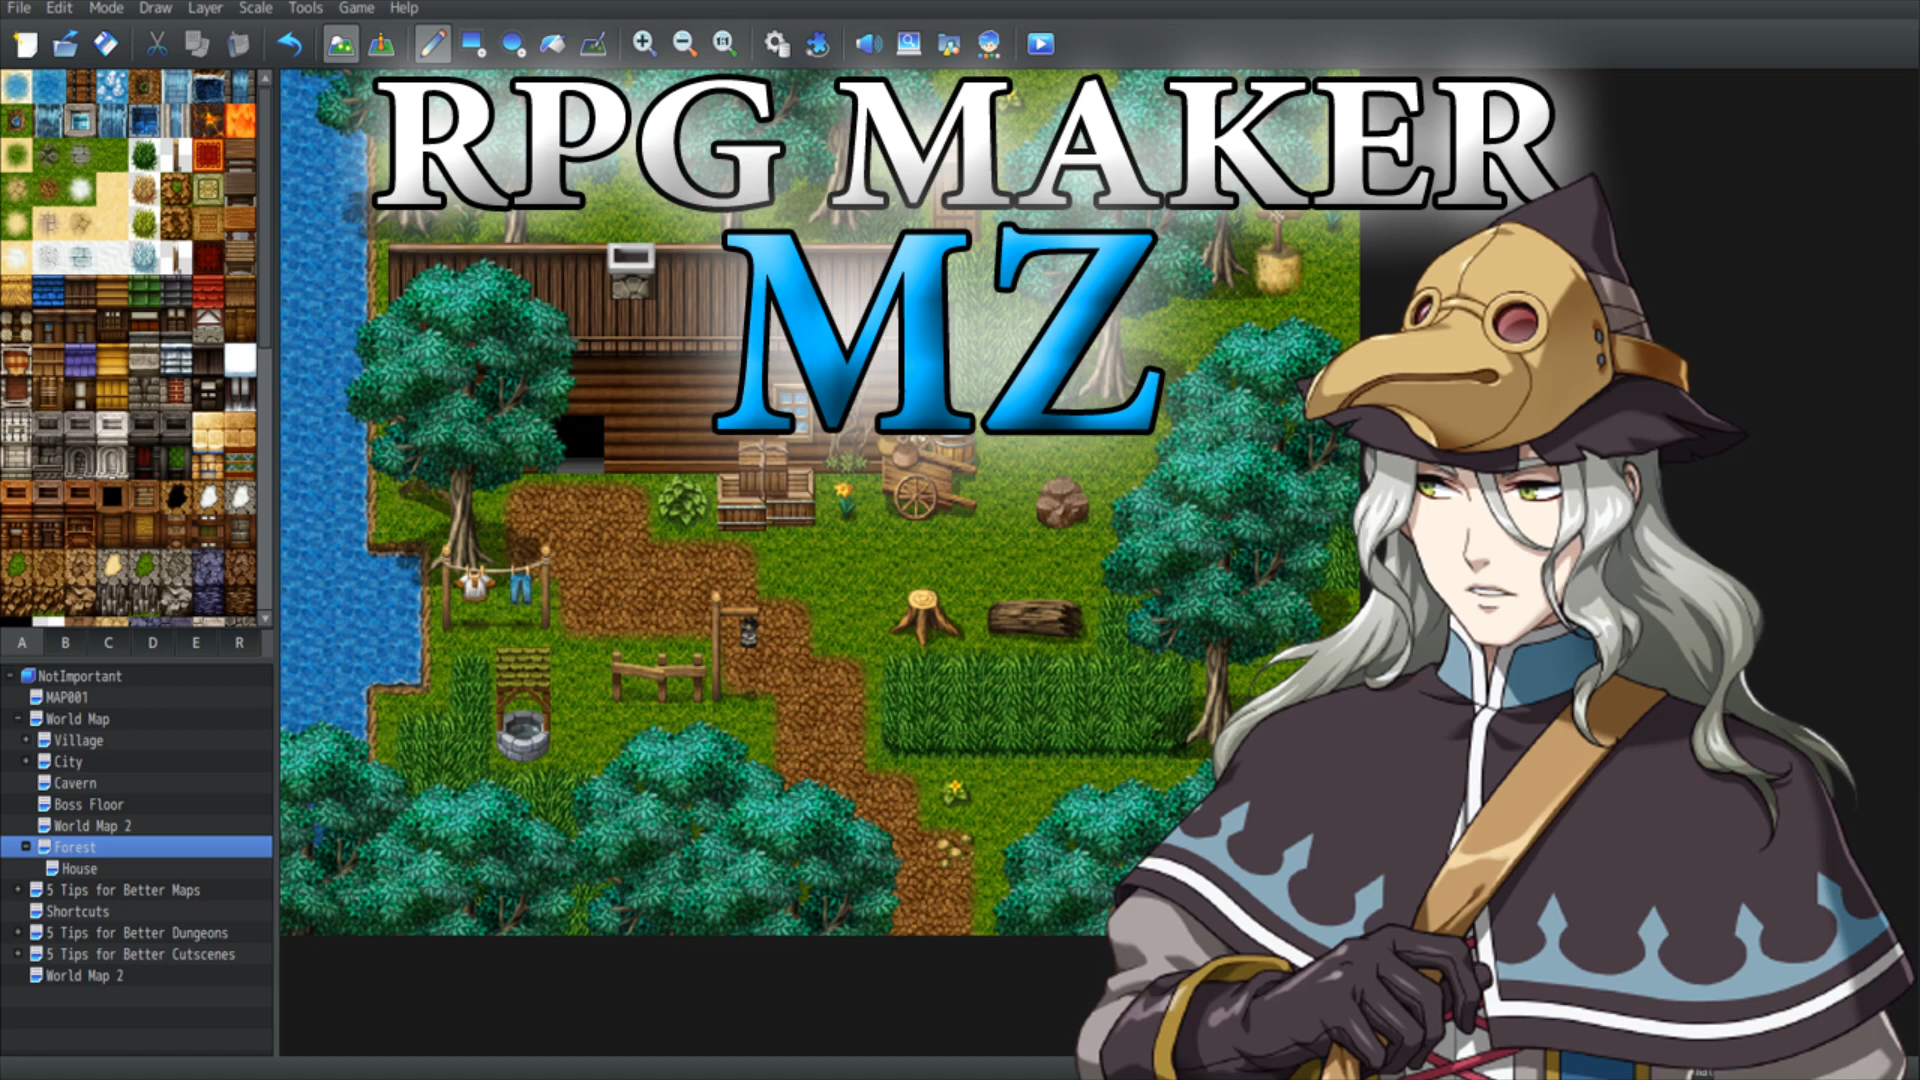 File Edit Mode Draw Layer Scale Tools Game Help
1:1
RPG MAKER
MZ
A B C D E R
NotImportant
MAP001
World Map
Village
City
Cavern
Boss Floor
World Map 2
Forest
House
5 Tips for Better Maps
Shortcuts
5 Tips for Better Dungeons
5 Tips for Better Cutscenes
World Map 2